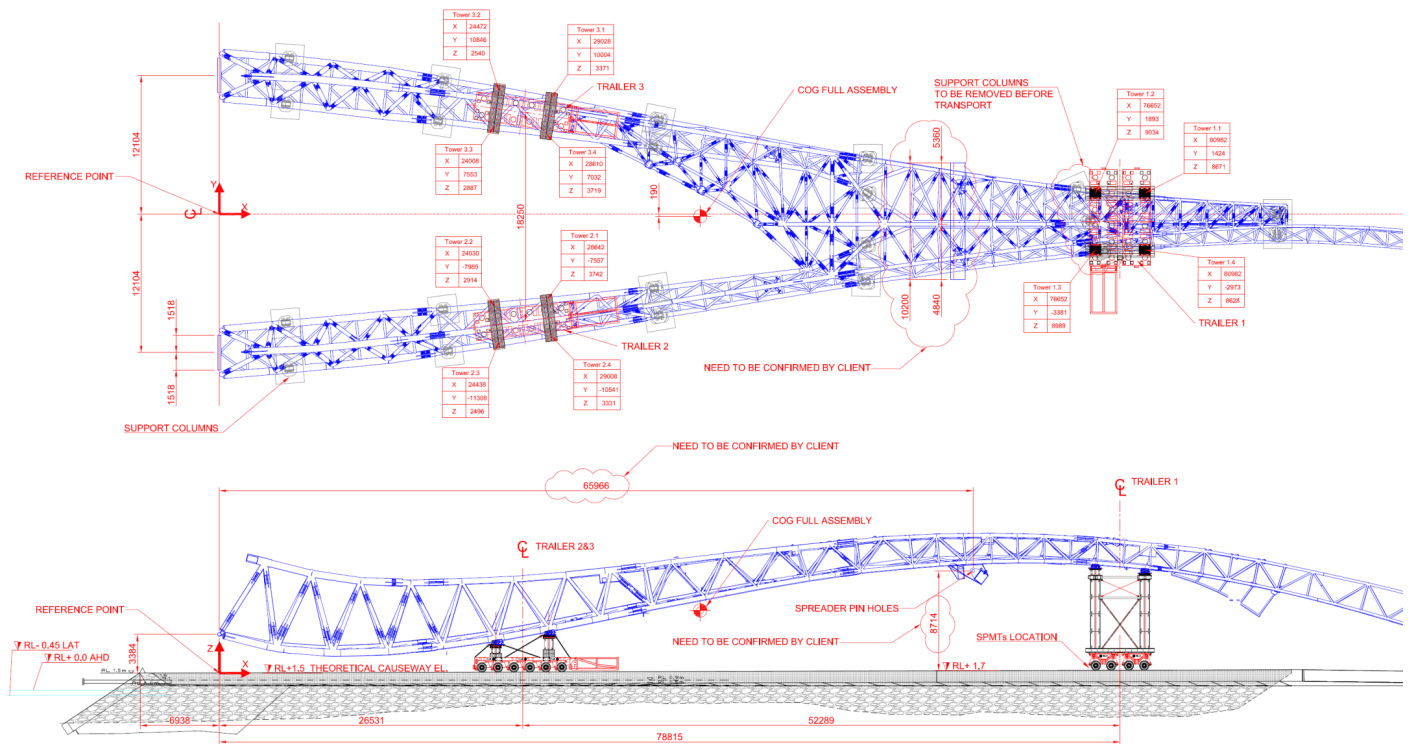 Tower 3.2
X 24472
Y 10846
Z 2540
Tower 3.1
X 29028
Y 10004
Z 3371
TRAILER 3
COG FULL ASSEMBLY
SUPPORT COLUMNS
TO BE REMOVED BEFORE
TRANSPORT
Tower 1.2
X 76652
Y 1893
Z 9034
Tower 1.1
X 80982
Y 1424
Z 8671
12104
Tower 3.3
X 24008
Y 7553
Z 2887
Tower 3.4
X 28610
Y 7032
Z 3719
5360
REFERENCE POINT
Y
X
CL
190
18250
Tower 2.2
X 24030
Y -7985
Z 2914
Tower 2.1
X 28642
Y -7557
Z 3742
12104
1518
1518
10200
4840
Tower 1.3
X 76652
Y -3381
Z 8989
Tower 1.4
X 80982
Y -2973
Z 8628
TRAILER 1
TRAILER 2
Tower 2.3
X 24438
Y -11308
Z 2496
Tower 2.4
X 29006
Y -10541
Z 3331
NEED TO BE CONFIRMED BY CLIENT
SUPPORT COLUMNS
NEED TO BE CONFIRMED BY CLIENT
65966
CL TRAILER 1
COG FULL ASSEMBLY
CL TRAILER 2&3
REFERENCE POINT
SPREADER PIN HOLES
8714
NEED TO BE CONFIRMED BY CLIENT
SPMTs LOCATION
RL- 0,45 LAT
RL+ 0,0 AHD
3384
Z
X
RL+1,5 THEORETICAL CAUSEWAY EL.
RL+ 1,7
6938
26531
52289
78815